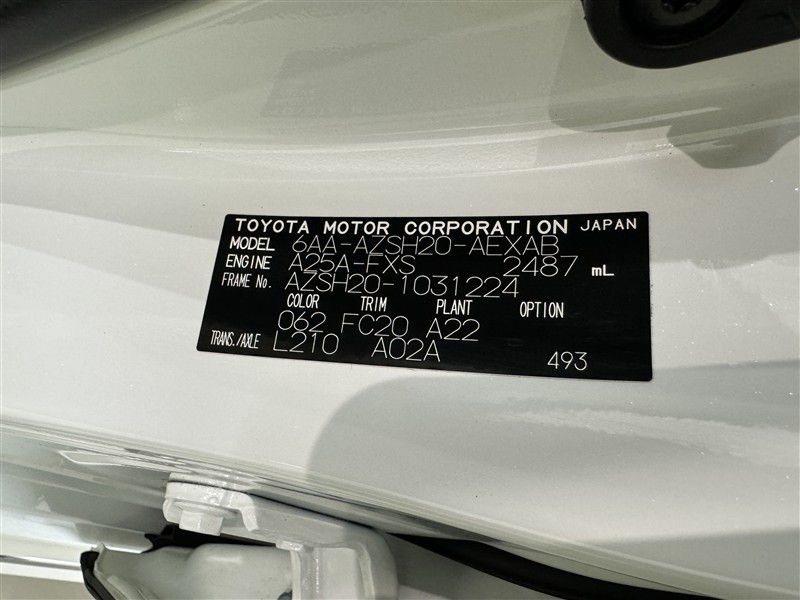 TOYOTA MOTOR CORPORATION JAPAN
MODEL 6AA-AZSH20-AEXAB
ENGINE A25A-FXS 2487 mL
FRAME No. AZSH20-1031224
COLOR TRIM PLANT OPTION
062 FC20 A22
TRANS./AXLE L210 A02A 493